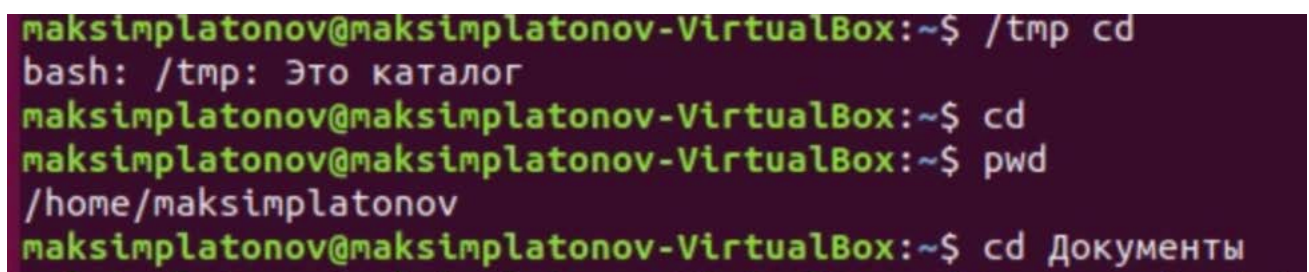 maksimplatonov@maksimplatonov-VirtualBox:~$ /tmp cd
bash: /tmp: Это каталог
maksimplatonov@maksimplatonov-VirtualBox:~$ cd
maksimplatonov@maksimplatonov-VirtualBox:~$ pwd
/home/maksimplatonov
maksimplatonov@maksimplatonov-VirtualBox:~$ cd Документы